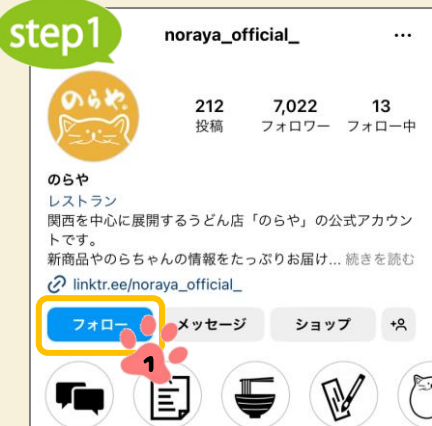 step1
noraya_official_
...
のらや
212
7,022
13
投稿
フォロワー
フォロー中
のらや
レストラン
関西を中心に展開するうどん店「のらや」の公式アカウン
トです。
新商品やのらちゃんの情報をたっぷりお届け... 続きを読む
linktr.ee/noraya_official_
フォロー
メッセージ
ショップ
1